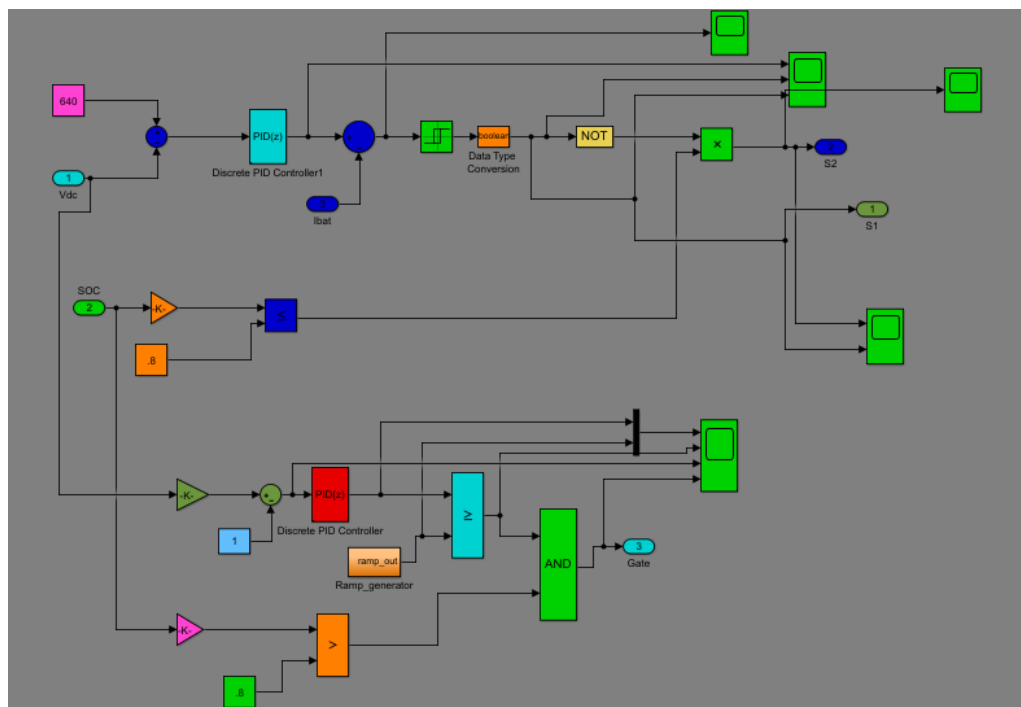 640
PID(z)
Discrete PID Controller1
boolean
Data Type
Conversion
NOT
×
2
S2
1
Vdc
3
Ibat
1
S1
SOC
2
-K-
≤
.8
-K-
+
-
PID(z)
Discrete PID Controller
1
≥
ramp_out
Ramp_generator
AND
3
Gate
-K-
>
.8